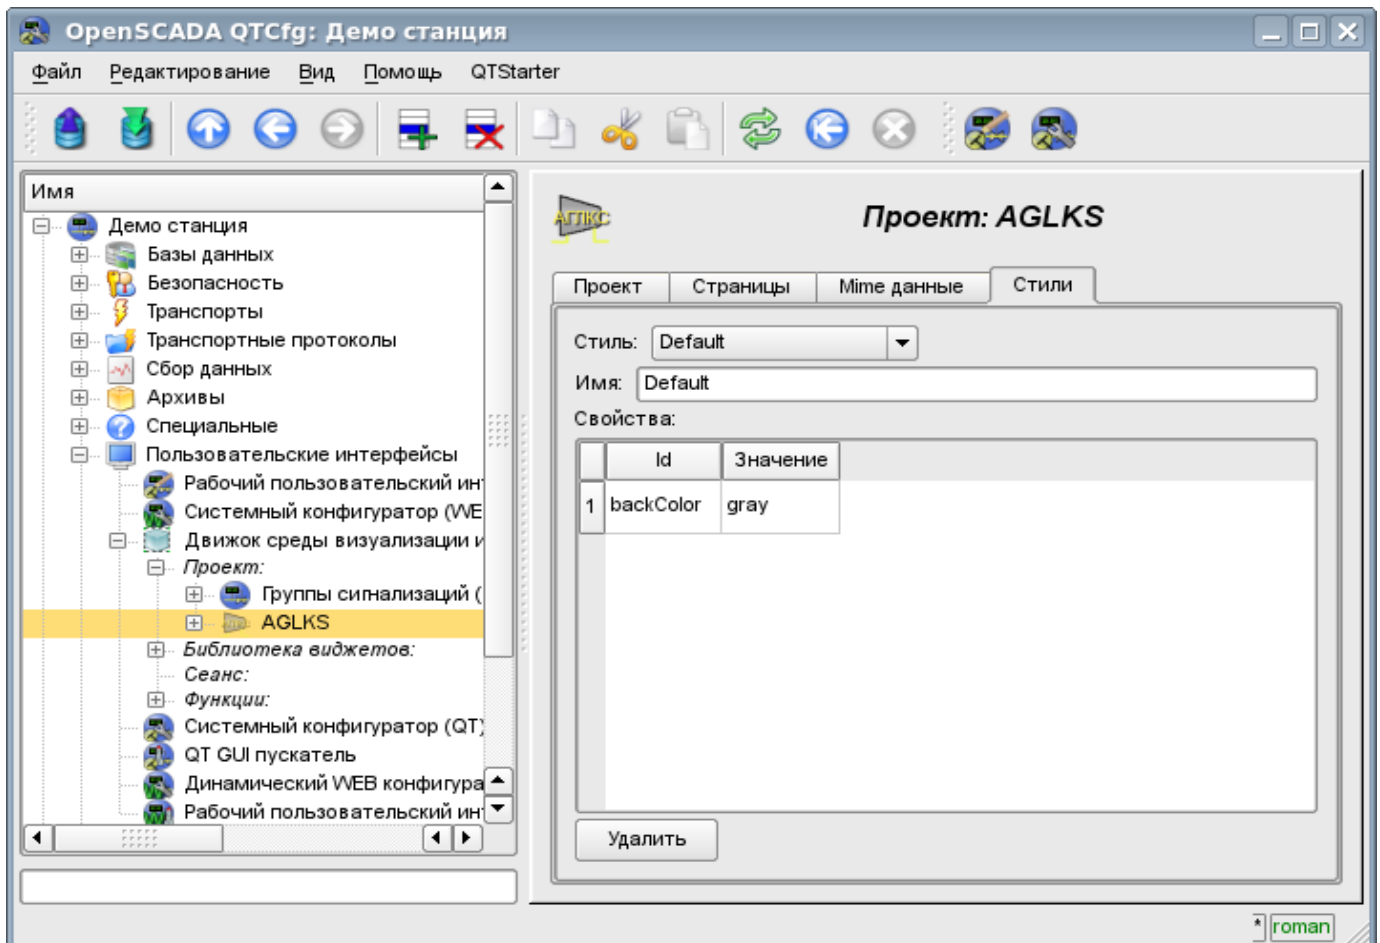 OpenSCADA QTCfg: Демо станция
Файл Редактирование Вид Помощь QTStarter
Имя
Демо станция
Базы данных
Безопасность
Транспорты
Транспортные протоколы
Сбор данных
Архивы
Специальные
Пользовательские интерфейсы
Рабочий пользовательский инт
Системный конфигуратор (WE
Движок среды визуализации и
Проект:
Группы сигнализаций (
AGLKS
Библиотека виджетов:
Сеанс:
Функции:
Системный конфигуратор (QT)
QT GUI пускатель
Динамический WEB конфигура
Рабочий пользовательский инт
АГЛКС
Проект: AGLKS
Проект Страницы Mime данные Стили
Стиль: Default
Имя: Default
Свойства:
Id Значение
1 backColor gray
Удалить
* roman